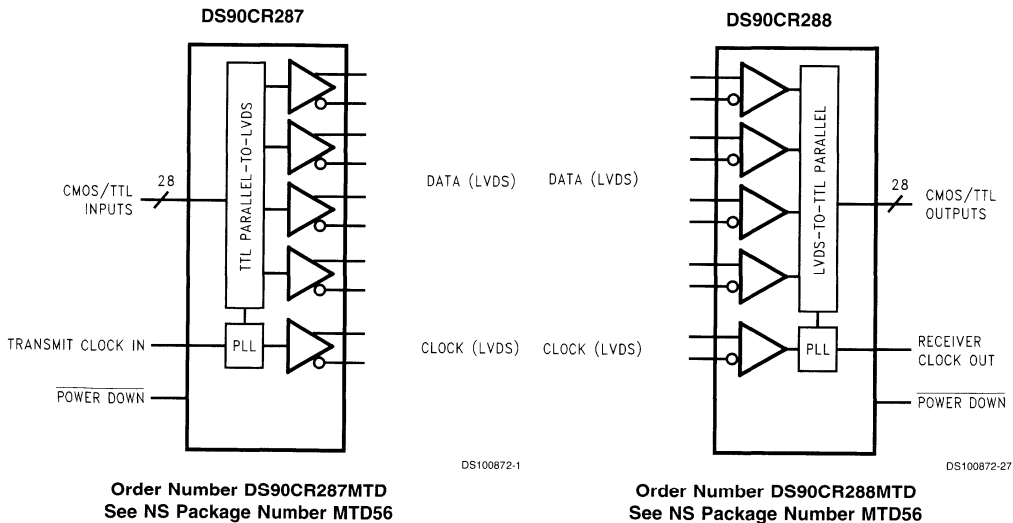 DS90CR287
TTL PARALLEL-TO-LVDS
28
CMOS/TTL
INPUTS
DATA (LVDS)
TRANSMIT CLOCK IN
PLL
CLOCK (LVDS)
POWER DOWN
DS100872-1
Order Number DS90CR287MTD
See NS Package Number MTD56
DS90CR288
DATA (LVDS)
LVDS-TO-TTL PARALLEL
28
CMOS/TTL
OUTPUTS
CLOCK (LVDS)
PLL
RECEIVER
CLOCK OUT
POWER DOWN
DS100872-27
Order Number DS90CR288MTD
See NS Package Number MTD56